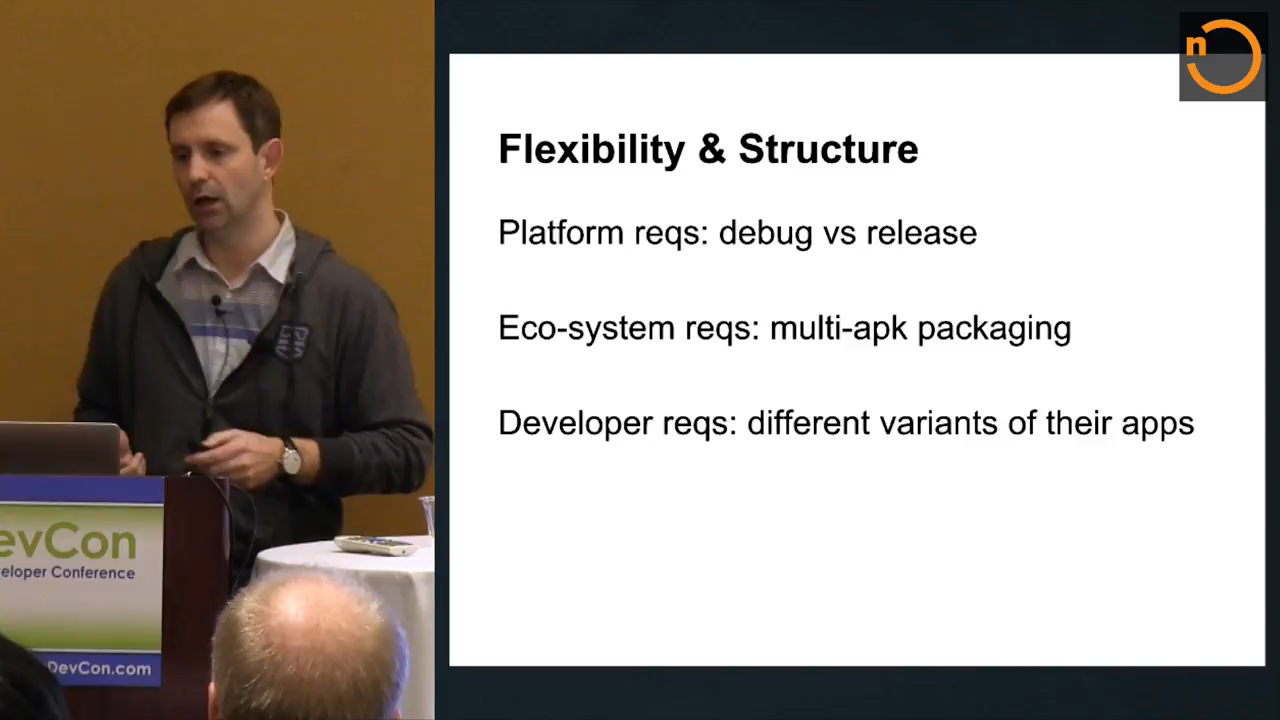 n
Flexibility & Structure
Platform reqs: debug vs release
Eco-system reqs: multi-apk packaging
Developer reqs: different variants of their apps
evCon
eloper Conference
DevCon.com